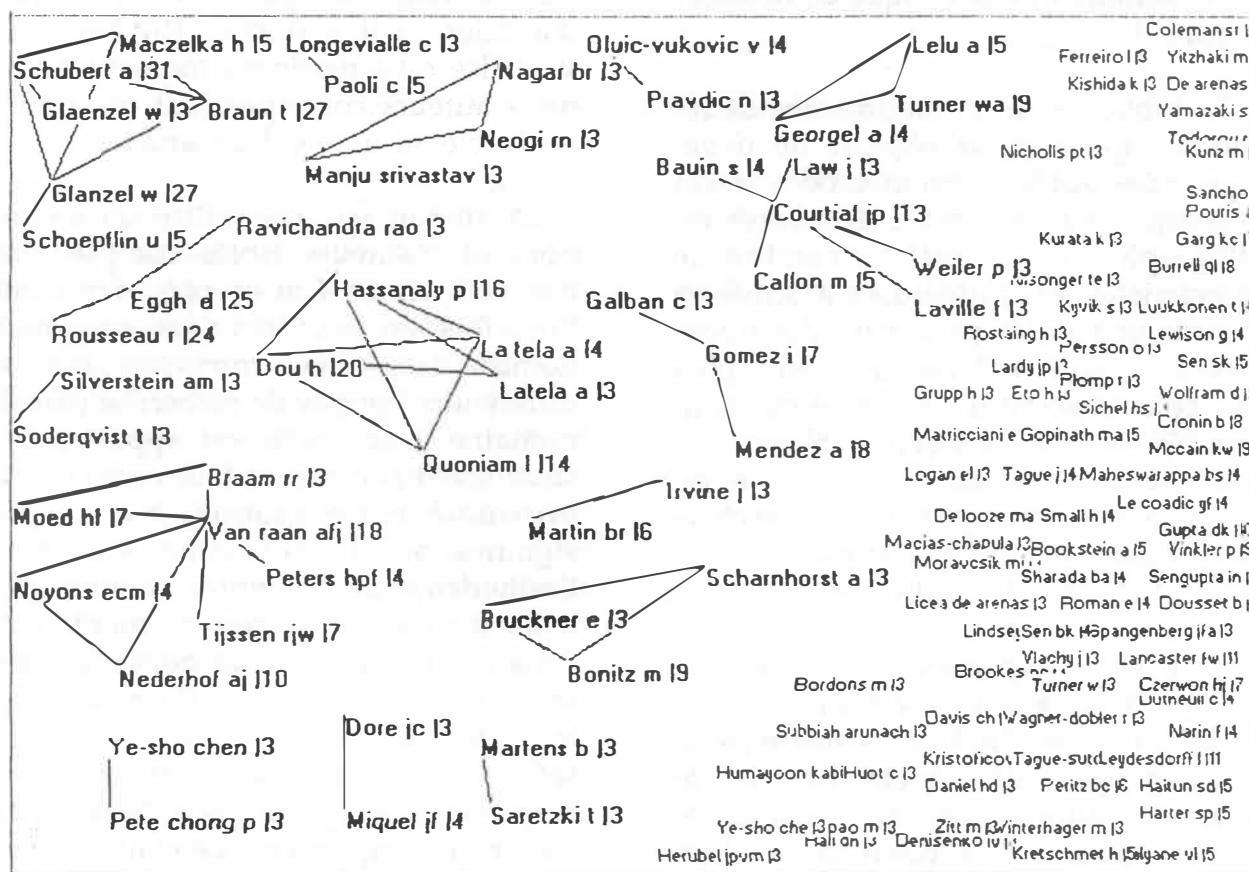 Maczelka h |5
Longevialle c |3
Oluic-vukovic v |4
Lelu a |5
Coleman sr
Schubert a |31
Paoli c |5
Nagar br |3
Pravdic n |3
Turner wa |9
Ferreiro l |3
Yitzhaki m
Glaenzel w |3
Braun t |27
Neogi rn |3
Georgel a |4
Kishida k |3
De arenas
Yamazaki s
Manju srivastav |3
Bauin s |4
Law j |3
Nicholls pt |3
Kunz m
Glanzel w |27
Courtial jp |13
Sancho
Pouris
Schoepflin u |5
Ravichandra rao |3
Kurata k |3
Garg kc
Callon m |5
Weiler p |3
Burrell ql |8
Egghe d |25
Hassanaly p |16
Galban c |3
Laville f |3
Kyvik s |3
Luukkonen t |4
Rousseau r |24
La tela a |4
Gomez i |7
Rostaing h |3
Lewison g |4
Persson o |3
Sen sk |5
Silverstein am |3
Dou h |20
Latela a |3
Lardy jp |3
Plomp r |3
Grupp h |3
Eto h |3
Wolfram d
Sichel hs
Cronin b |8
Soderqvist t |3
Quoniam l |14
Mendez a |8
Matricciani e
Gopinath ma |5
Mccain kw |9
Braam rr |3
Irvine j |3
Logan el |3
Tague j |4
Maheswarappa bs |4
Moed hf |7
Van raan afj |18
Martin br |6
Le coadic gf |4
De looze ma
Small h |4
Gupta dk
Peters hpf |4
Scharnhorst a |3
Macias-chapula |3
Bookstein a |5
Vinkler p
Moravcsik m
Noyons ecm |4
Sharada ba |4
Sengupta in
Bruckner e |3
Licea de arenas |3
Roman e |4
Dousset b
Tijssen rjw |7
Sen bk |4
Spangenberg jfa |3
Nederhof aj |10
Bonitz m |9
Vlachy j |3
Lancaster fw |11
Brookes
Bordons m |3
Turner w |3
Czerwon hj |7
Dutheuil c |4
Dore jc |3
Davis ch
Wagner-dobler r |3
Ye-sho chen |3
Martens b |3
Subbiah arunach |3
Narin f |4
Leydesdorff l |11
Humayoon kabi
Huot c |3
Daniel hd |3
Peritz bc |6
Haitun sd |5
Pete chong p |3
Miquel jf |4
Saretzki t |3
Harter sp |5
Ye-sho che |3
pao m |3
Zitt m |3
Winterhager m |3
Herubel jpvm |3
Kretschmer h |5